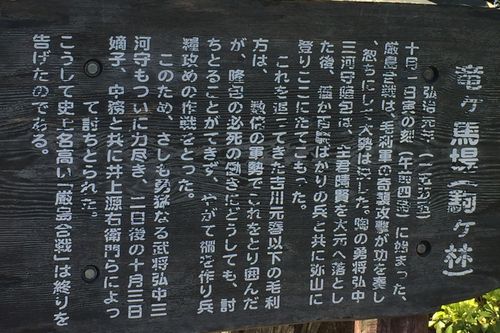 竜ヶ馬場（駒ヶ林）
弘治元年（一五五五）
十月一日寅の刻（午前四時）に始まった、
厳島合戦は、毛利軍の奇襲攻撃が功を奏し
、忽ちにして大勢は決した。陶の勇将弘中
三河守隆包は、主君晴賢を大元へ落とし
た後、僅か百騎ばかりの兵と共に弥山に
登りここにたてこもった。
これを追ってきた吉川元春以下の毛利
方は、数倍の軍勢でこれをとり囲んだ
が、隆包の必死の働きにどうしても、討
ちとることができず、やがて柵を作り兵
糧攻めの作戦をとった。
このため、さしも勇猛なる武将弘中三
河守もついに力尽き、二日後の十月三日
嫡子、中務と共に井上源右衛門らによっ
て討ちとられた。
こうして史上名高い「厳島合戦」は終りを
告げたのである。